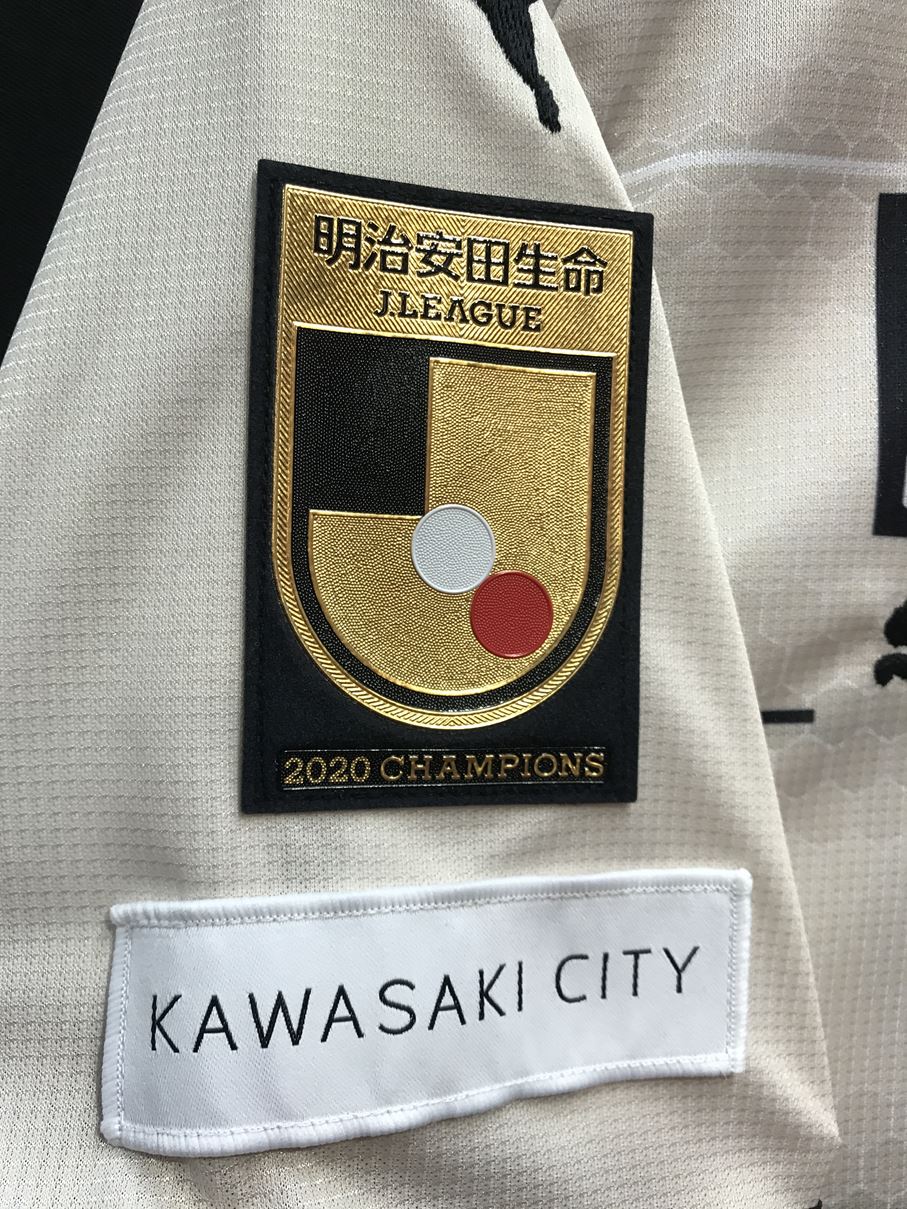 明治安田生命
J.LEAGUE
2020 CHAMPIONS
KAWASAKI CITY